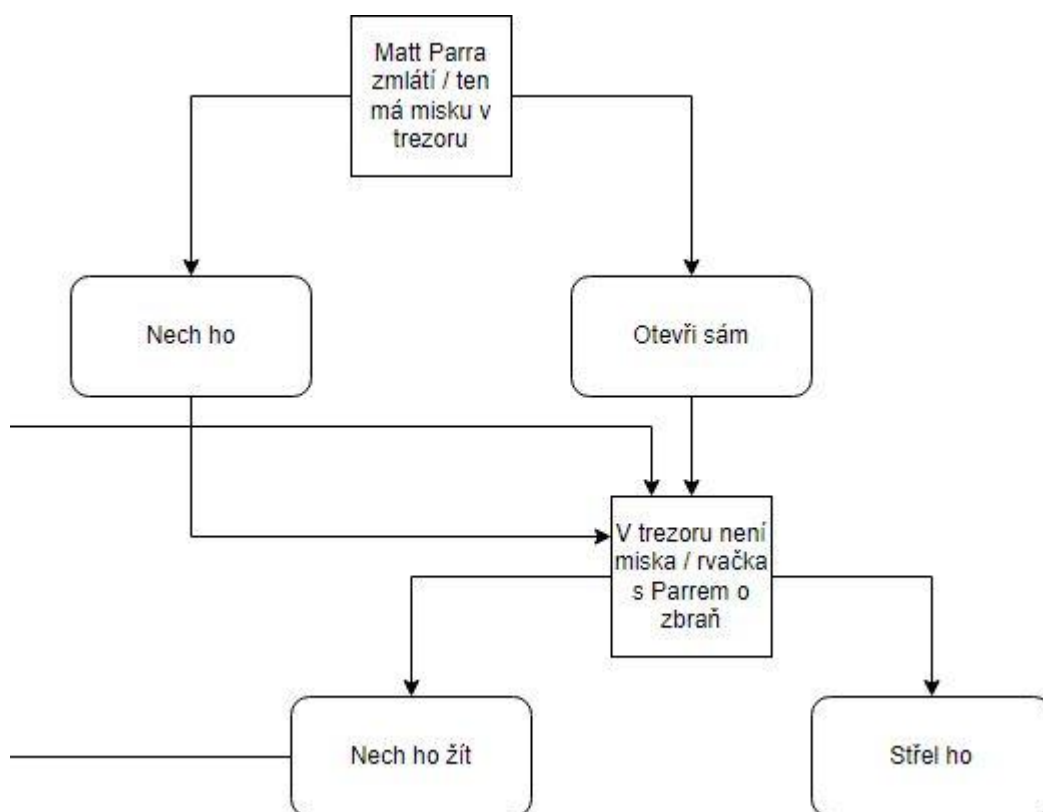 Matt Parra
zmlátí / ten
má misku v
trezoru
Nech ho
Otevři sám
V trezoru není
miska / rvačka
s Parrem o
zbraň
Nech ho žít
Střel ho